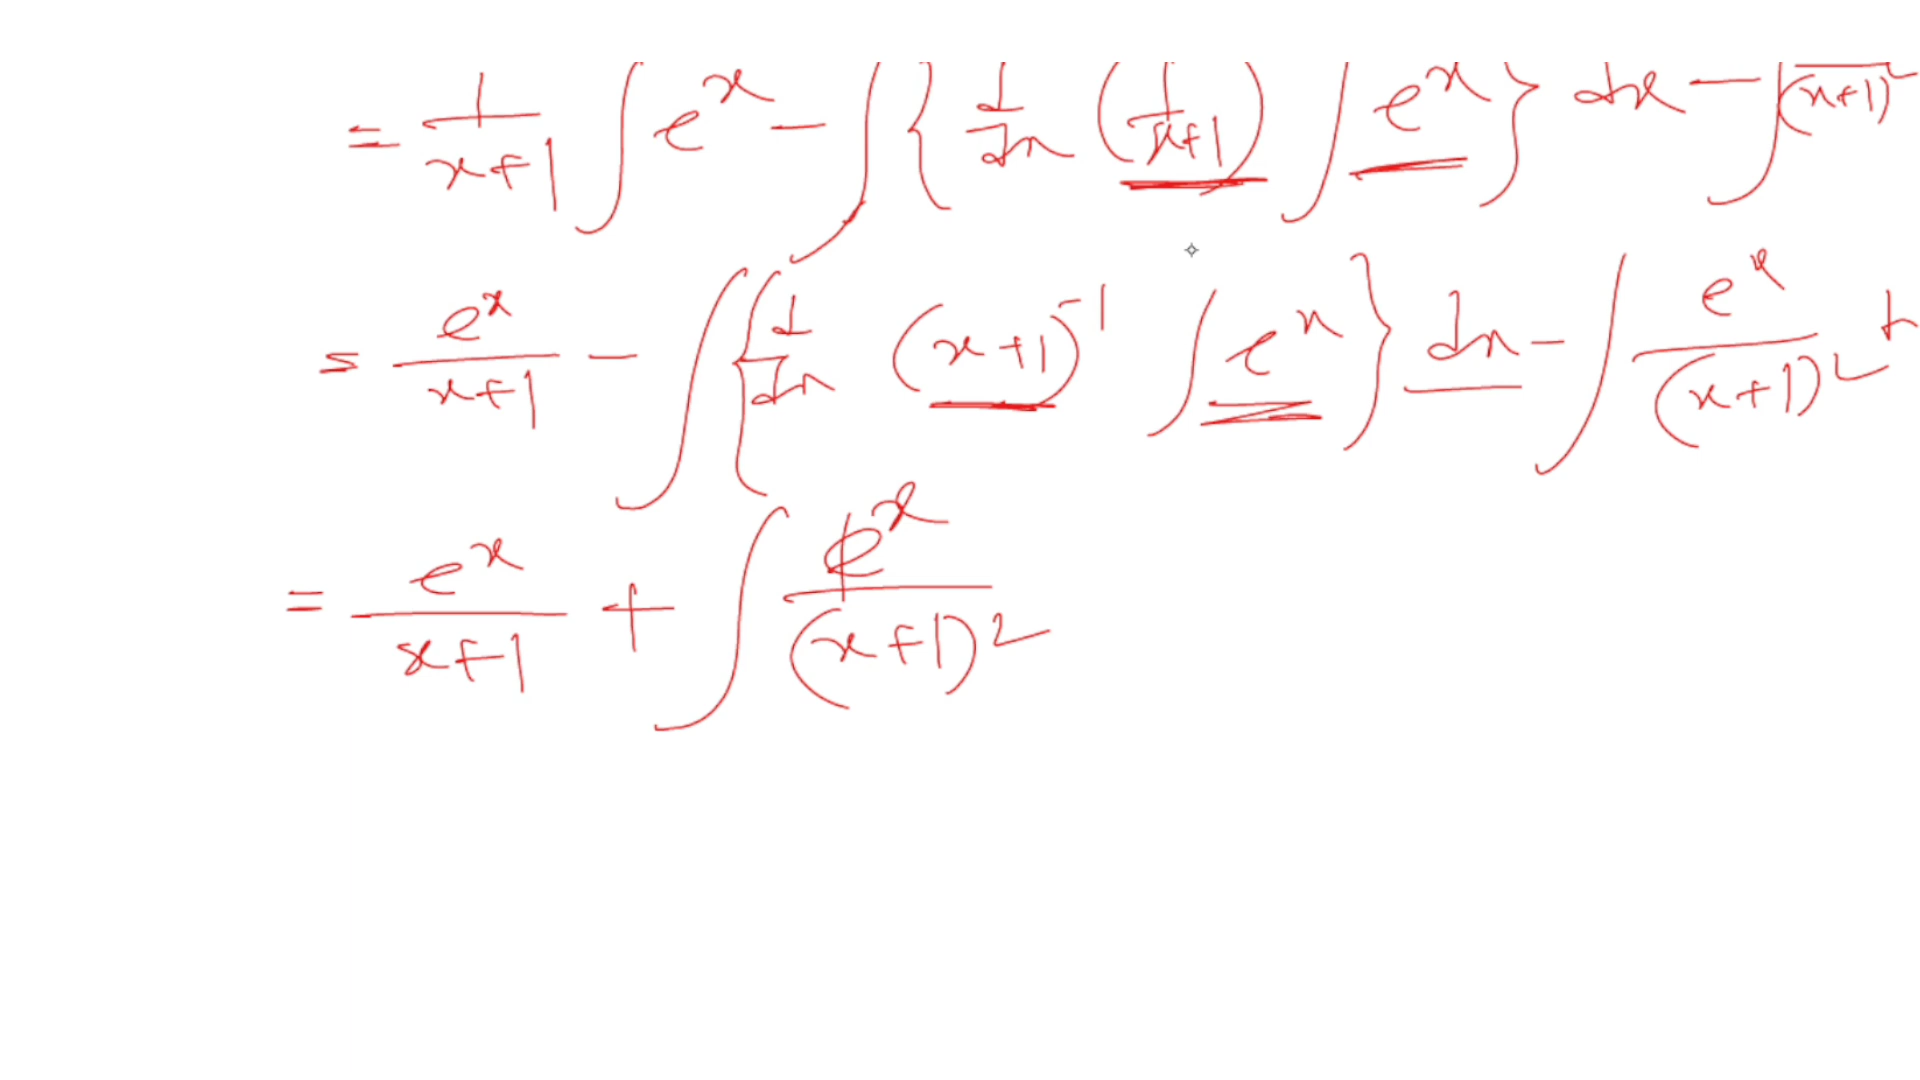 = 1/(x+1) ∫ e^x - ∫ { d/dx (1/(x+1)) ∫ e^x } dx - ∫ /(x+1)^2
= e^x/(x+1) - ∫ { d/dx (x+1)^-1 ∫ e^x } dx - ∫ e^x/(x+1)^2
= e^x/(x+1) + ∫ e^x/(x+1)^2